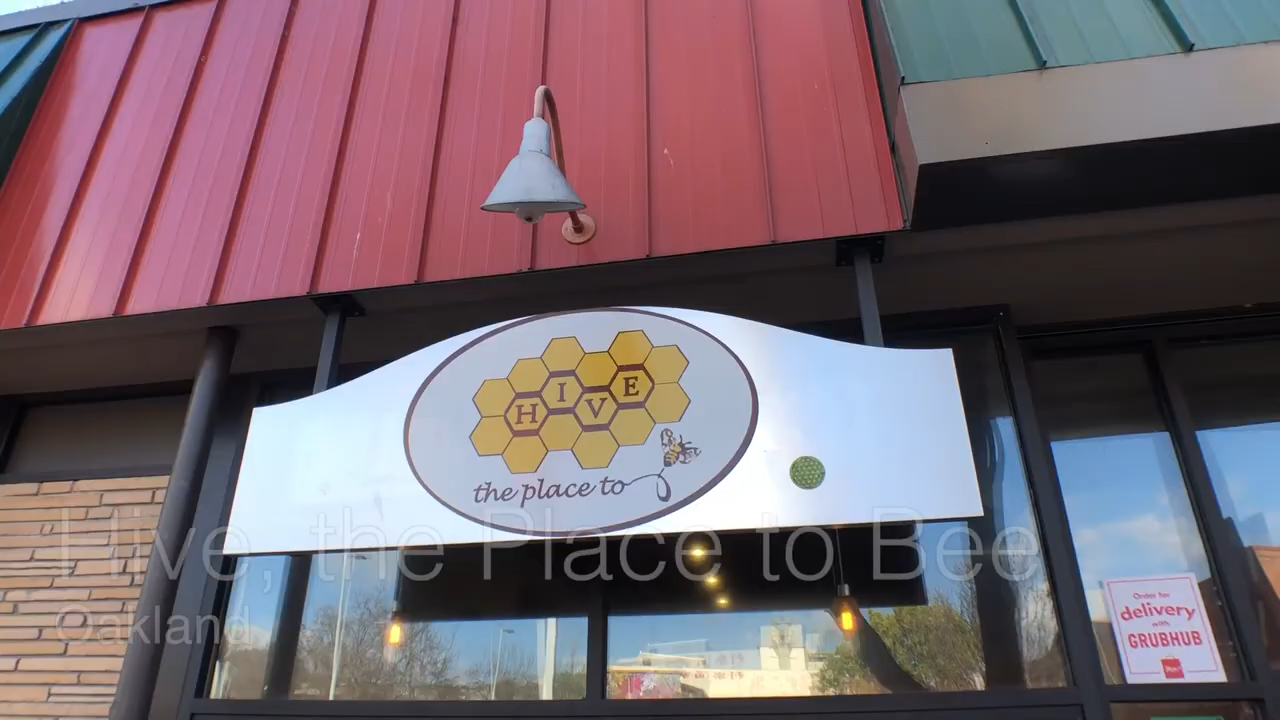 HIVE
the place to
Hive, the Place to Bee
Oakland
Order for
delivery
with
GRUBHUB